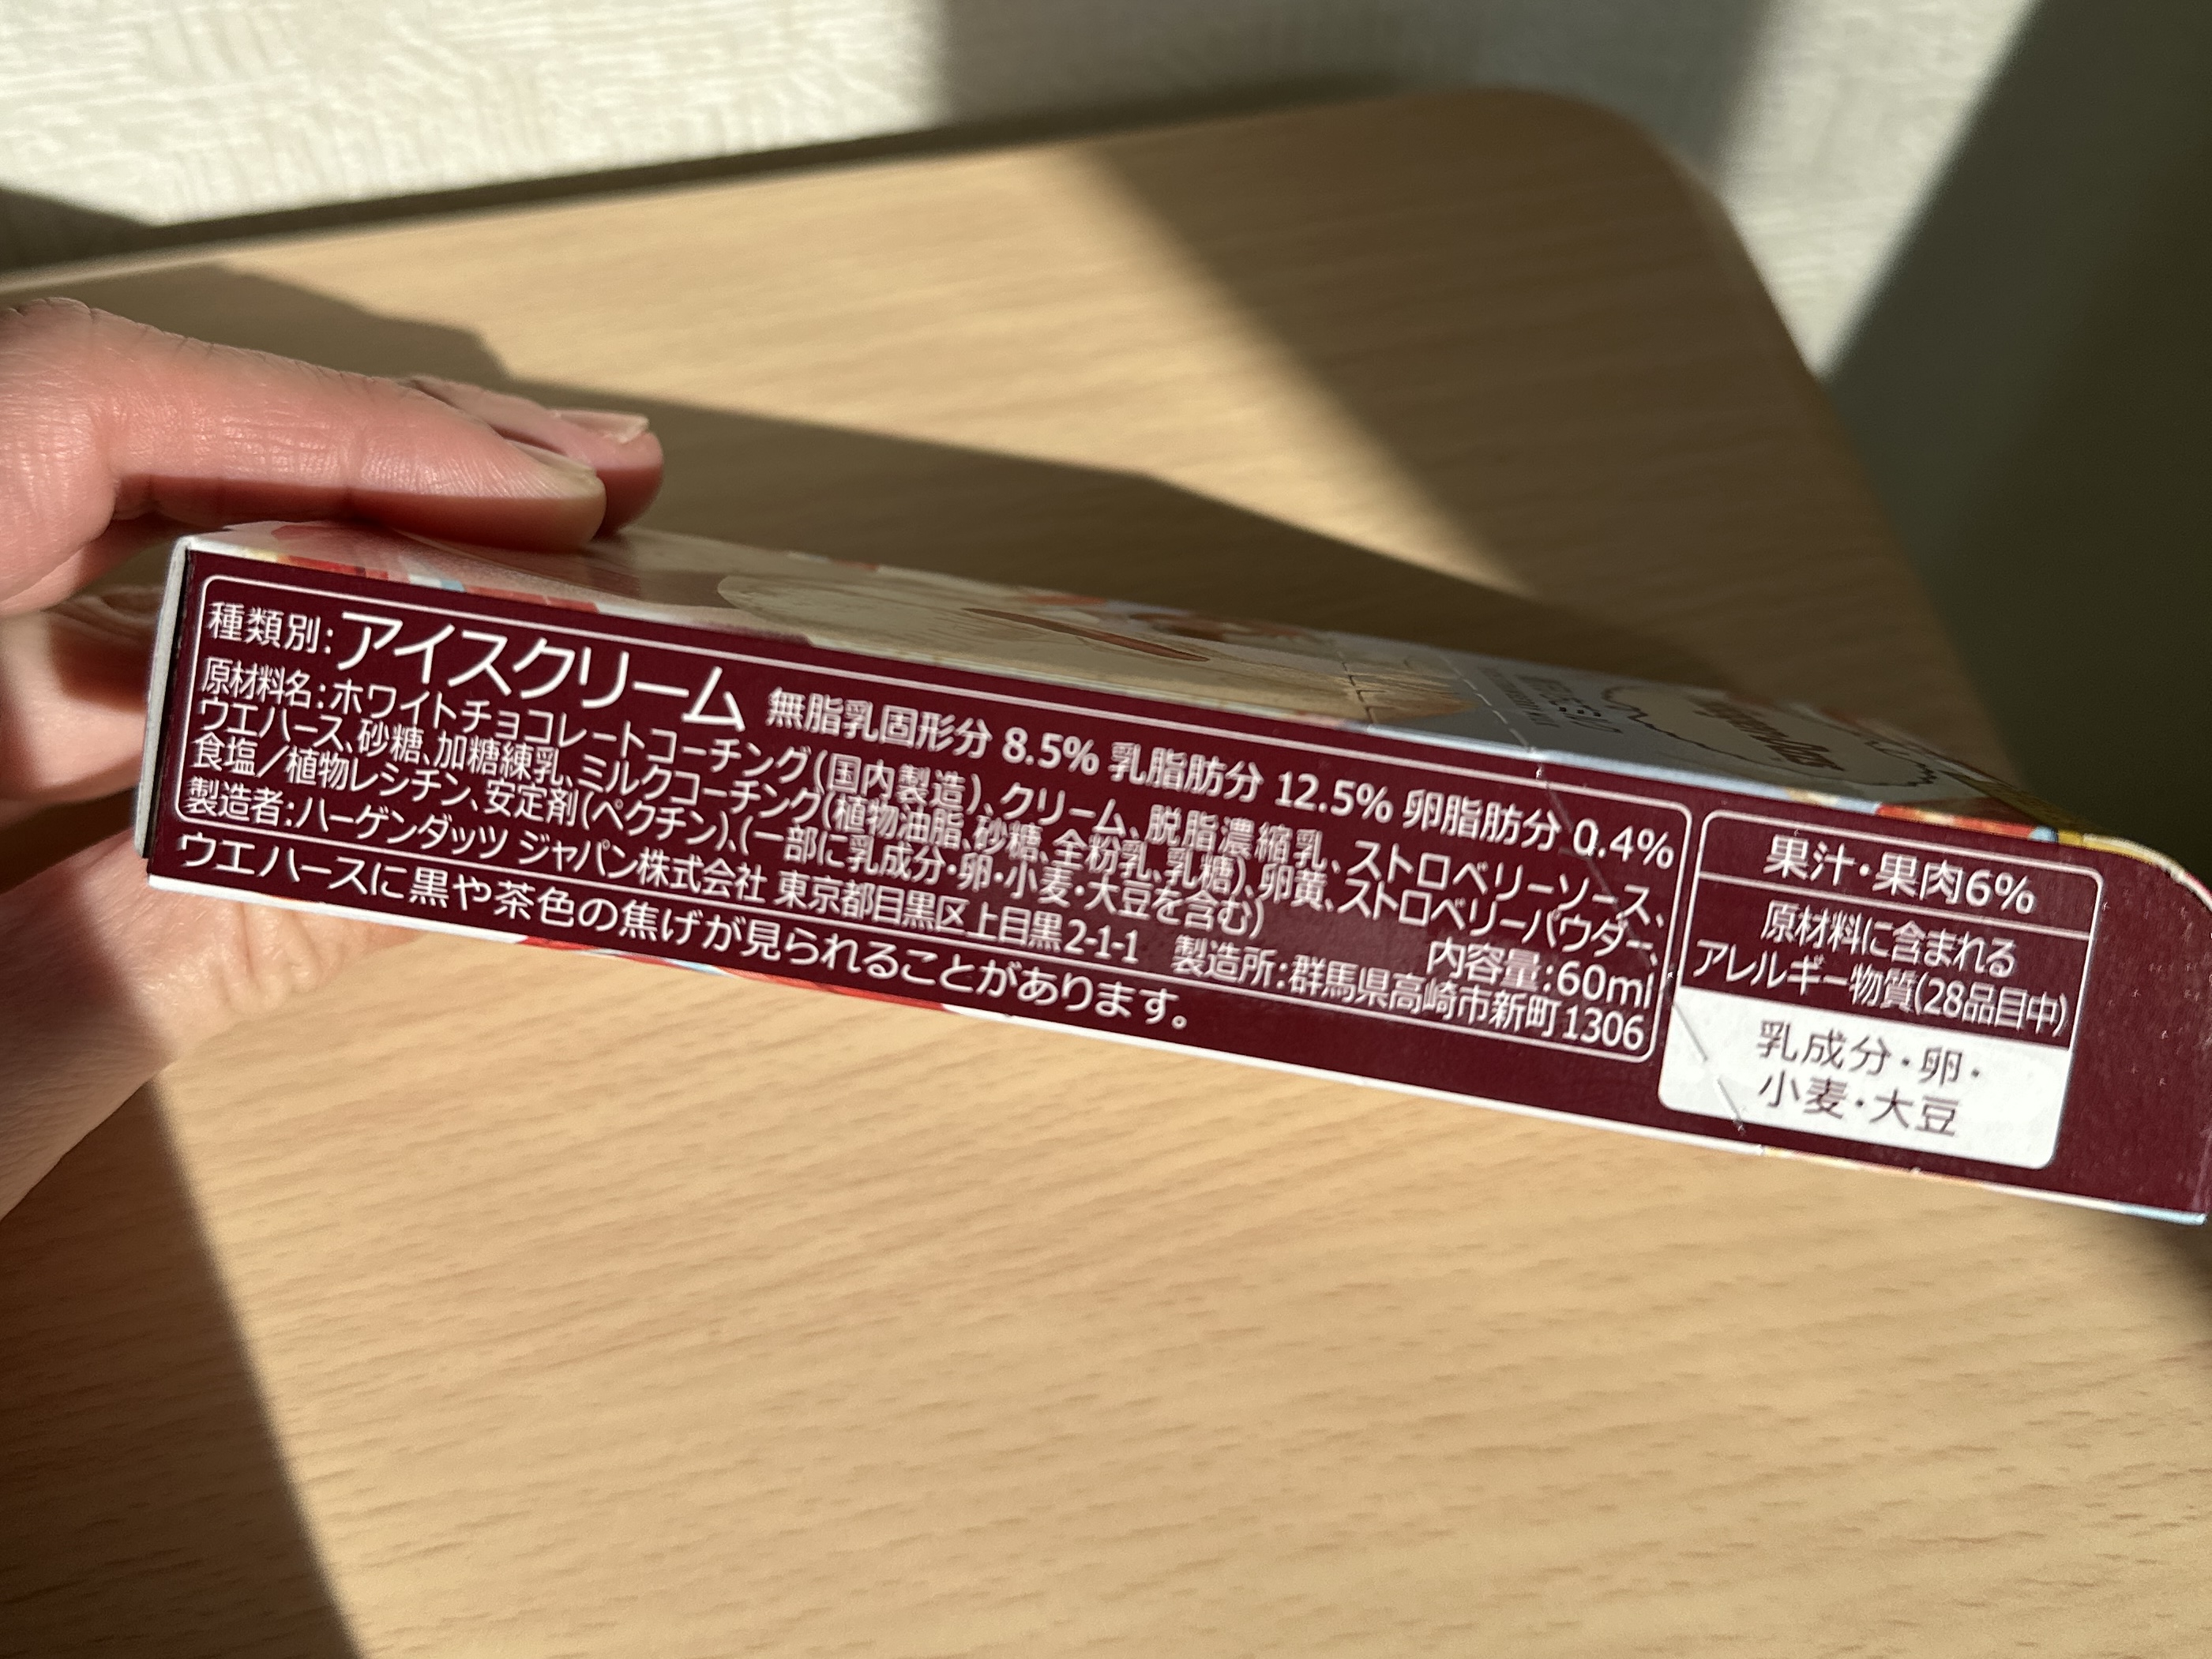 種類別：アイスクリーム 無脂乳固形分 8.5% 乳脂肪分 12.5% 卵脂肪分 0.4%
原材料名：ホワイトチョコレートコーチング（国内製造）、クリーム、脱脂濃縮乳、ストロベリーソース、
ウエハース、砂糖、加糖練乳、ミルクコーチング（植物油脂、砂糖、全粉乳、乳糖）、卵黄、ストロベリーパウダー、
食塩／植物レシチン、安定剤（ペクチン）、（一部に乳成分・卵・小麦・大豆を含む） 内容量：60ml
製造者：ハーゲンダッツ ジャパン株式会社 東京都目黒区上目黒2-1-1 製造所：群馬県高崎市新町1306
ウエハースに黒や茶色の焦げが見られることがあります。
果汁・果肉6%
原材料に含まれる
アレルギー物質（28品目中）
乳成分・卵・
小麦・大豆